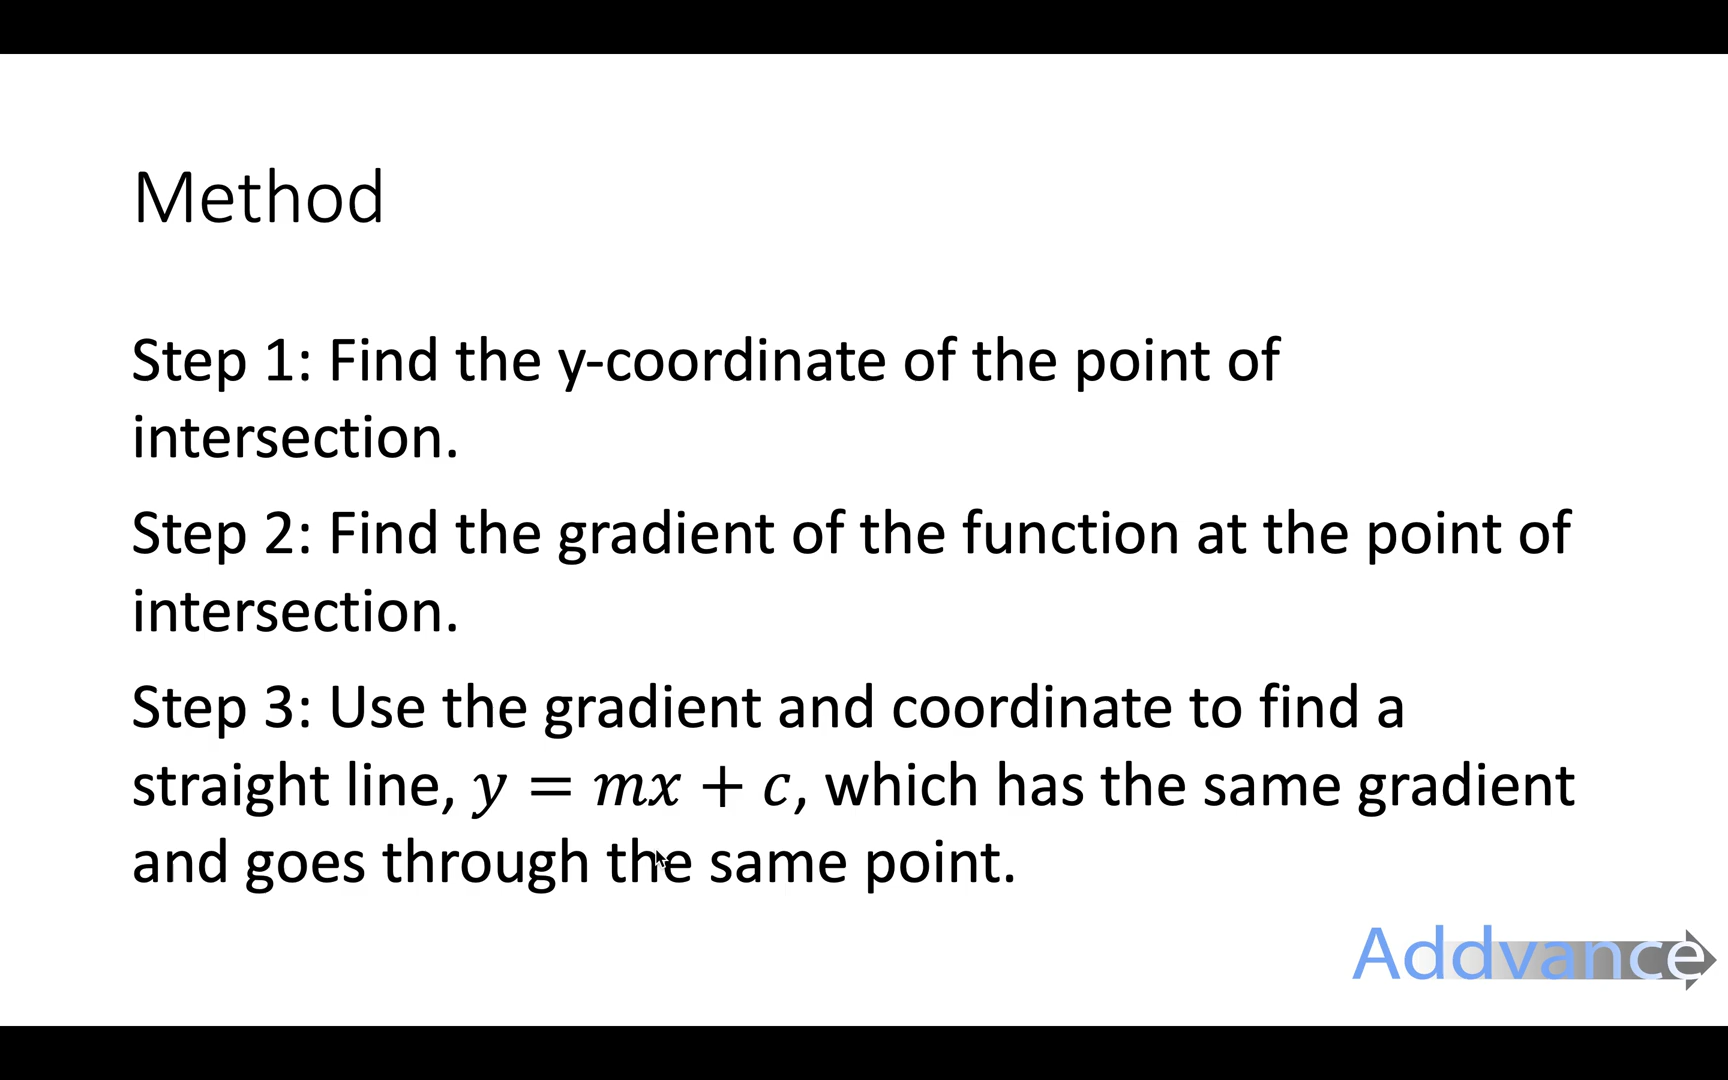 Method
Step 1: Find the y-coordinate of the point of
intersection.
Step 2: Find the gradient of the function at the point of
intersection.
Step 3: Use the gradient and coordinate to find a
straight line, y = mx + c, which has the same gradient
and goes through the same point.
Addvance